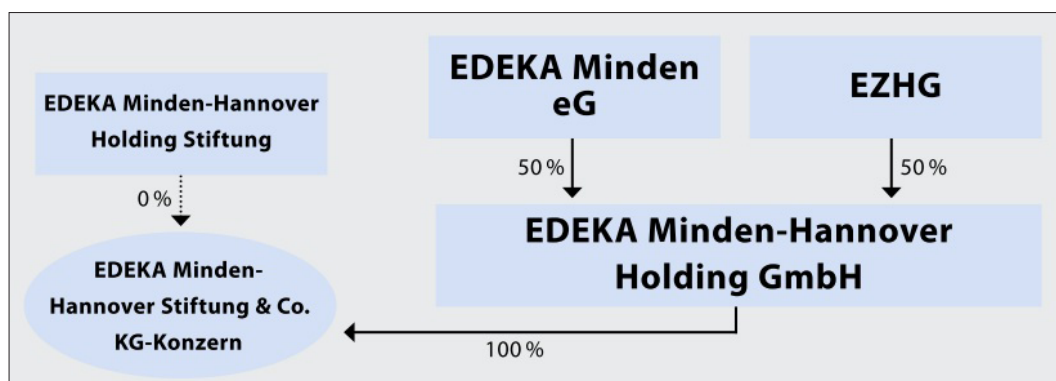 EDEKA Minden-Hannover
Holding Stiftung
0 %
EDEKA Minden-
Hannover Stiftung & Co.
KG-Konzern
EDEKA Minden
eG
EZHG
50 %
50 %
EDEKA Minden-Hannover
Holding GmbH
100 %